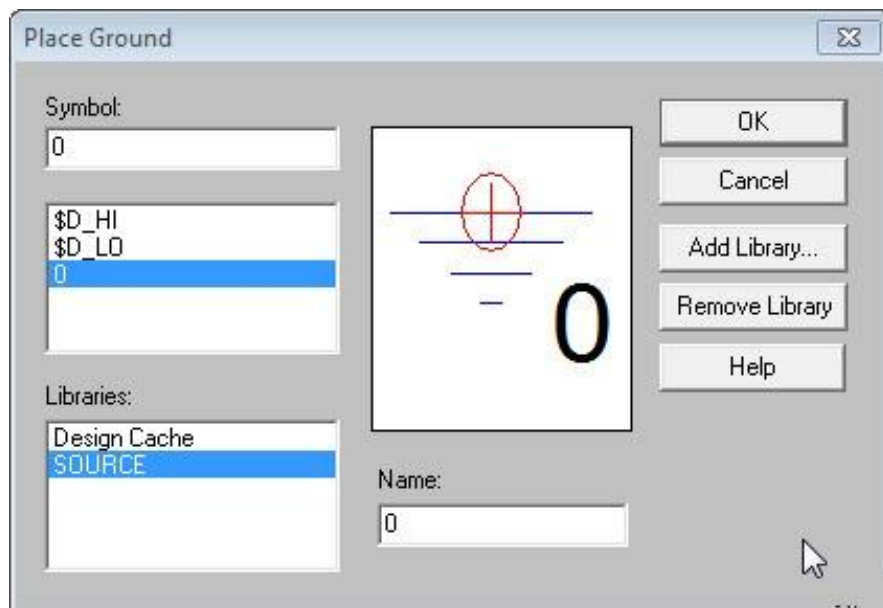 Place Ground
Symbol:
0
$D_HI
$D_LO
0
Libraries:
Design Cache
SOURCE
0
Name:
0
OK
Cancel
Add Library...
Remove Library
Help